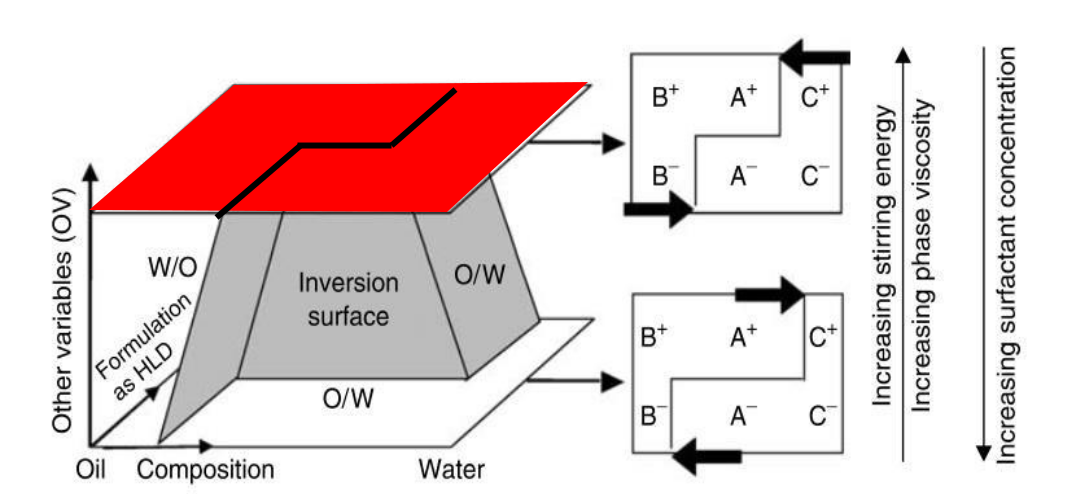 B⁺ A⁺ C⁺
B⁻ A⁻ C⁻
Other variables (OV)
W/O
Formulation
as HLD
Inversion
surface
O/W
O/W
Oil
Composition
Water
B⁺ A⁺ C⁺
B⁻ A⁻ C⁻
Increasing stirring energy
Increasing phase viscosity
Increasing surfactant concentration